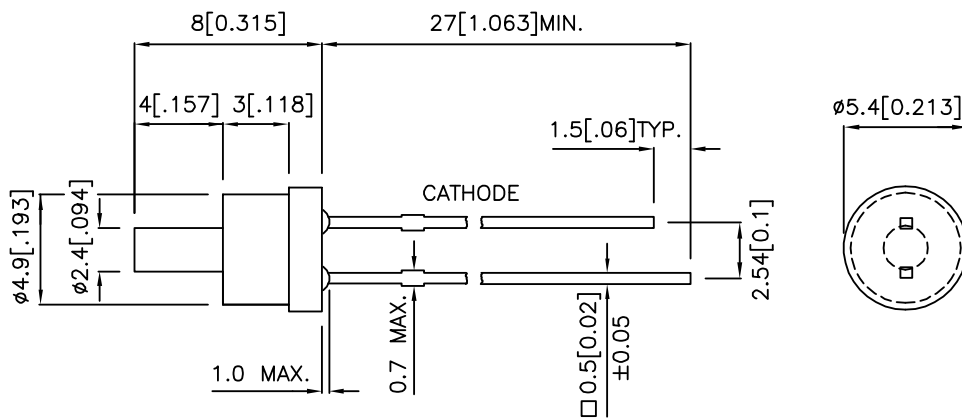 8[0.315]
27[1.063]MIN.
4[.157]
3[.118]
1.5[.06]TYP.
ø5.4[0.213]
CATHODE
ø4.9[.193]
ø2.4[.094]
2.54[0.1]
1.0 MAX.
0.7 MAX.
□0.5[0.02]
±0.05